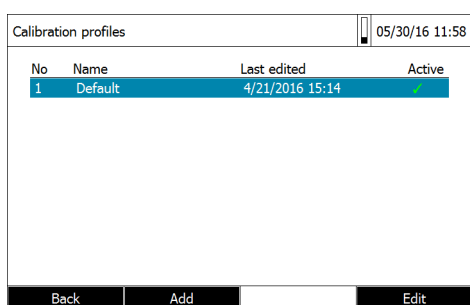 Calibration profiles 05/30/16 11:58
No Name Last edited Active
1 Default 4/21/2016 15:14 ✓
Back Add Edit